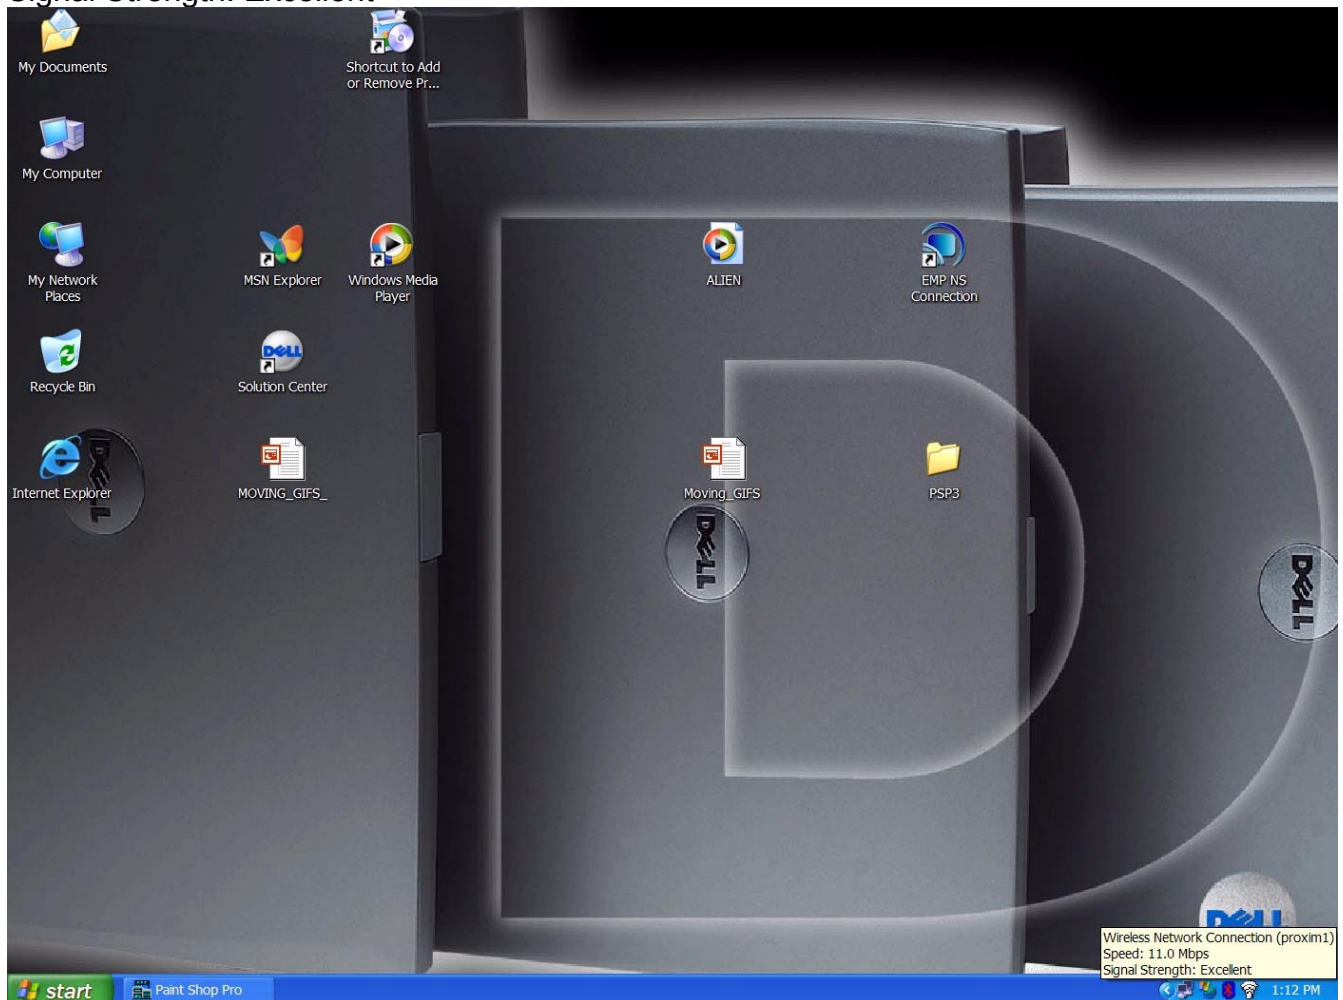 Signal Strength: Excellent
My Documents
Shortcut to Add
or Remove Pr...
My Computer
My Network
Places
MSN Explorer
Windows Media
Player
ALIEN
EMP NS
Connection
DELL
Recycle Bin
Solution Center
Internet Explorer
MOVING_GIFS_
Moving_GIFS
PSP3
DELL
DELL
DELL
DELL
Wireless Network Connection (proxim1)
Speed: 11.0 Mbps
Signal Strength: Excellent
start
Paint Shop Pro
1:12 PM